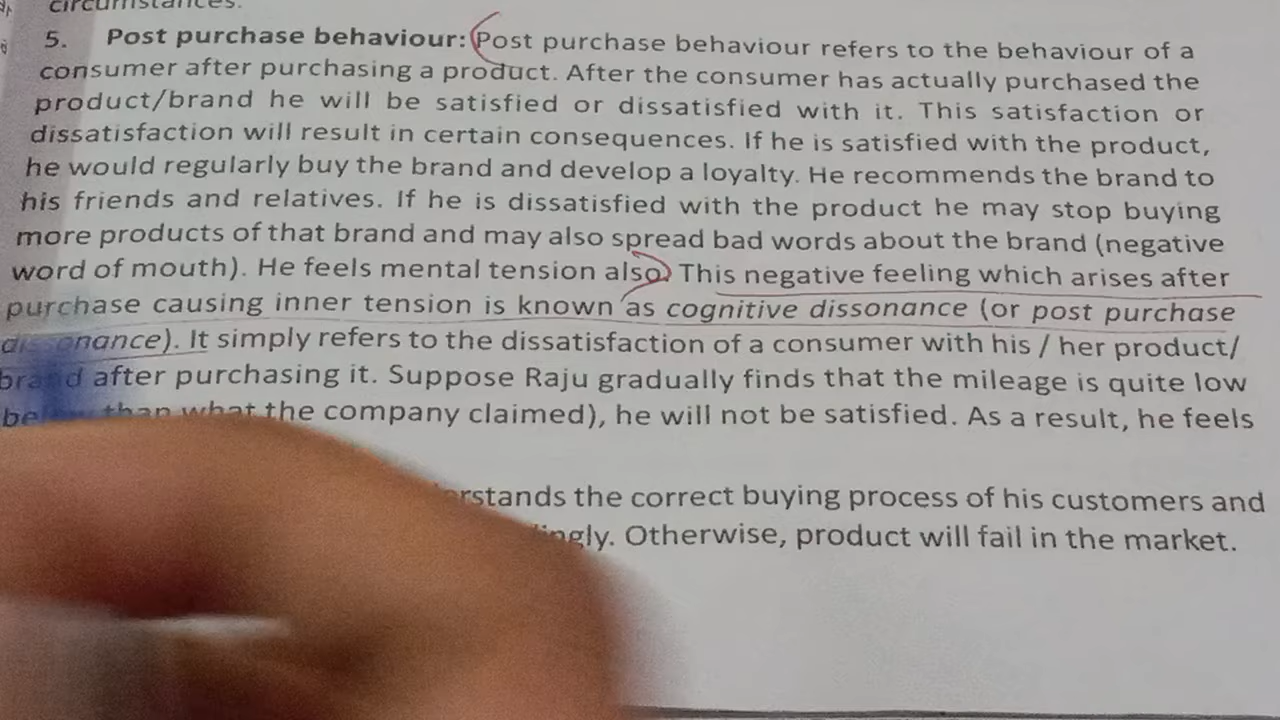 circumstances.
5. Post purchase behaviour: Post purchase behaviour refers to the behaviour of a
consumer after purchasing a product. After the consumer has actually purchased the
product/brand he will be satisfied or dissatisfied with it. This satisfaction or
dissatisfaction will result in certain consequences. If he is satisfied with the product,
he would regularly buy the brand and develop a loyalty. He recommends the brand to
his friends and relatives. If he is dissatisfied with the product he may stop buying
more products of that brand and may also spread bad words about the brand (negative
word of mouth). He feels mental tension also. This negative feeling which arises after
purchase causing inner tension is known as cognitive dissonance (or post purchase
dissonance). It simply refers to the dissatisfaction of a consumer with his / her product/
brand after purchasing it. Suppose Raju gradually finds that the mileage is quite low
than what the company claimed), he will not be satisfied. As a result, he feels
the correct buying process of his customers and
Otherwise, product will fail in the market.